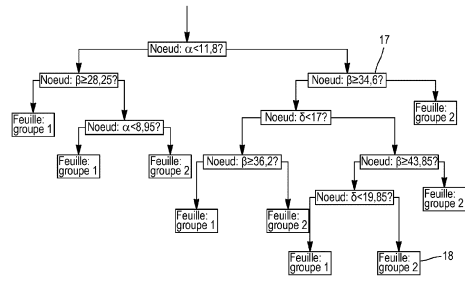 Noeud: α<11,8?
17
Noeud: β≥28,25?
Noeud: β≥34,6?
Feuille:
groupe 1
Noeud: α<8,95?
Noeud: δ<17?
Feuille:
groupe 2
Feuille:
groupe 1
Feuille:
groupe 2
Noeud: β≥36,2?
Noeud: β≥43,85?
Feuille:
groupe 1
Feuille:
groupe 2
Noeud: δ<19,85?
Feuille:
groupe 2
Feuille:
groupe 1
Feuille:
groupe 2
18